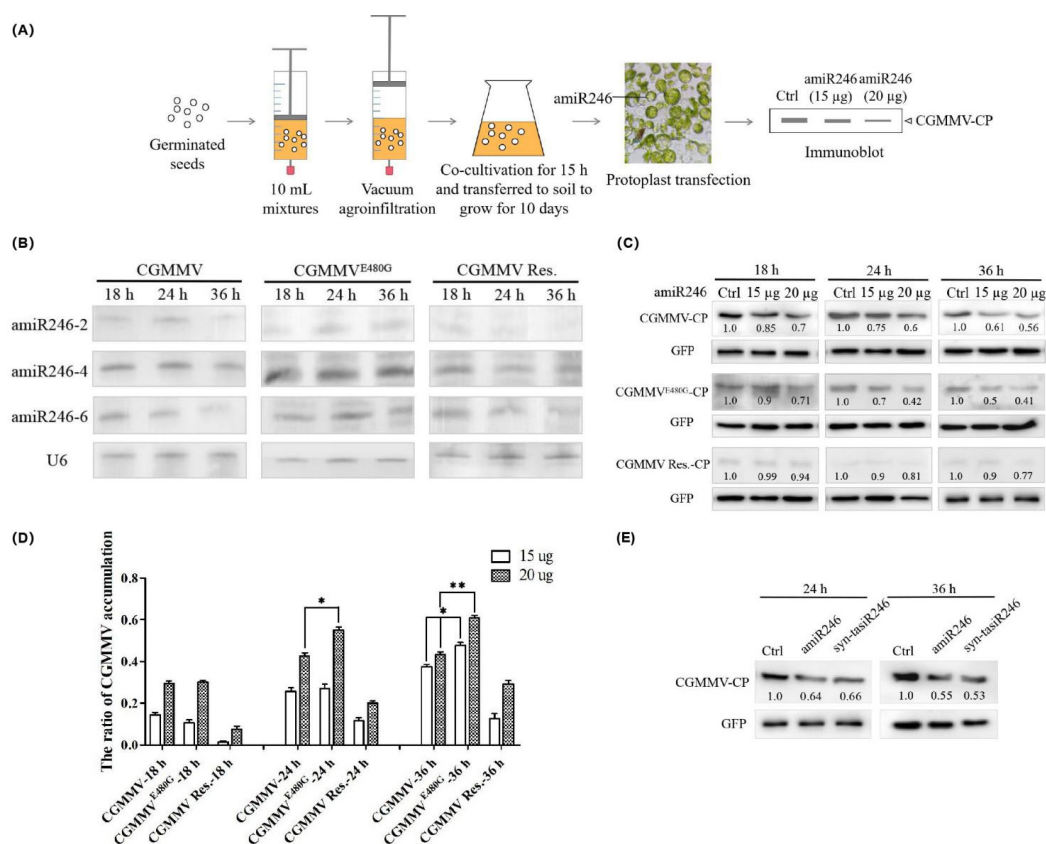 (A)
amiR246
Ctrl
amiR246
(15 µg)
amiR246
(20 µg)
CGMMV-CP
Germinated
seeds
10 mL
mixtures
Vacuum
agroinfiltration
Co-cultivation for 15 h
and transferred to soil to
grow for 10 days
Protoplast transfection
Immunoblot
(B)
CGMMV CGMMVE480G CGMMV Res.
18 h 24 h 36 h 18 h 24 h 36 h 18 h 24 h 36 h
amiR246-2
amiR246-4
amiR246-6
U6
(C)
18 h 24 h 36 h
amiR246 Ctrl 15 µg 20 µg Ctrl 15 µg 20 µg Ctrl 15 µg 20 µg
CGMMV-CP
1.0 0.85 0.7 1.0 0.75 0.6 1.0 0.61 0.56
GFP
CGMMVE480G-CP
1.0 0.9 0.71 1.0 0.7 0.42 1.0 0.5 0.41
GFP
CGMMV Res.-CP
1.0 0.99 0.94 1.0 0.9 0.81 1.0 0.9 0.77
GFP
(D)
The ratio of CGMMV accumulation
0.8
0.6
0.4
0.2
0.0
15 ug
20 ug
*
*
**
CGMMV-18 h
CGMMVE480G-18 h
CGMMV Res.-18 h
CGMMV-24 h
CGMMVE480G-24 h
CGMMV Res.-24 h
CGMMV-36 h
CGMMVE480G-36 h
CGMMV Res.-36 h
(E)
24 h 36 h
Ctrl amiR246 syn-tasiR246 Ctrl amiR246 syn-tasiR246
CGMMV-CP
1.0 0.64 0.66 1.0 0.55 0.53
GFP